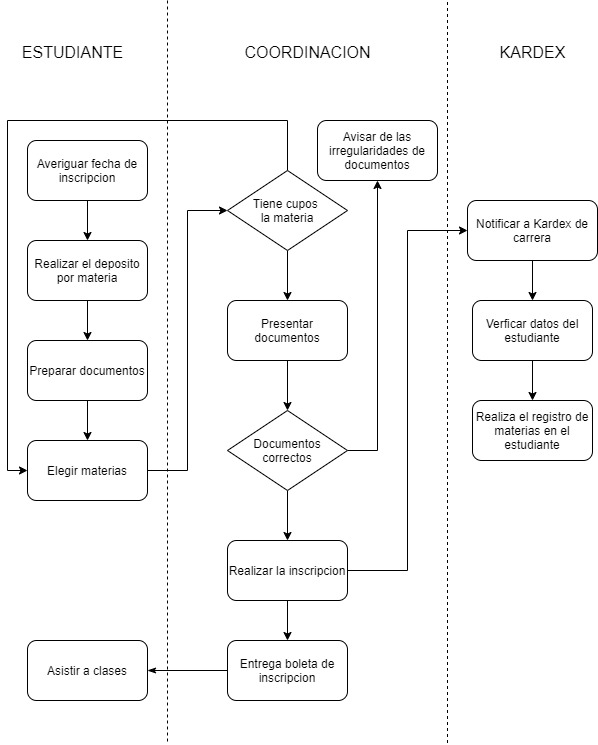 ESTUDIANTE
COORDINACION
KARDEX
Averiguar fecha de
inscripcion
Realizar el deposito
por materia
Preparar documentos
Elegir materias
Tiene cupos
la materia
Presentar
documentos
Documentos
correctos
Avisar de las
irregularidades de
documentos
Realizar la inscripcion
Entrega boleta de
inscripcion
Asistir a clases
Notificar a Kardex de
carrera
Verficar datos del
estudiante
Realiza el registro de
materias en el
estudiante